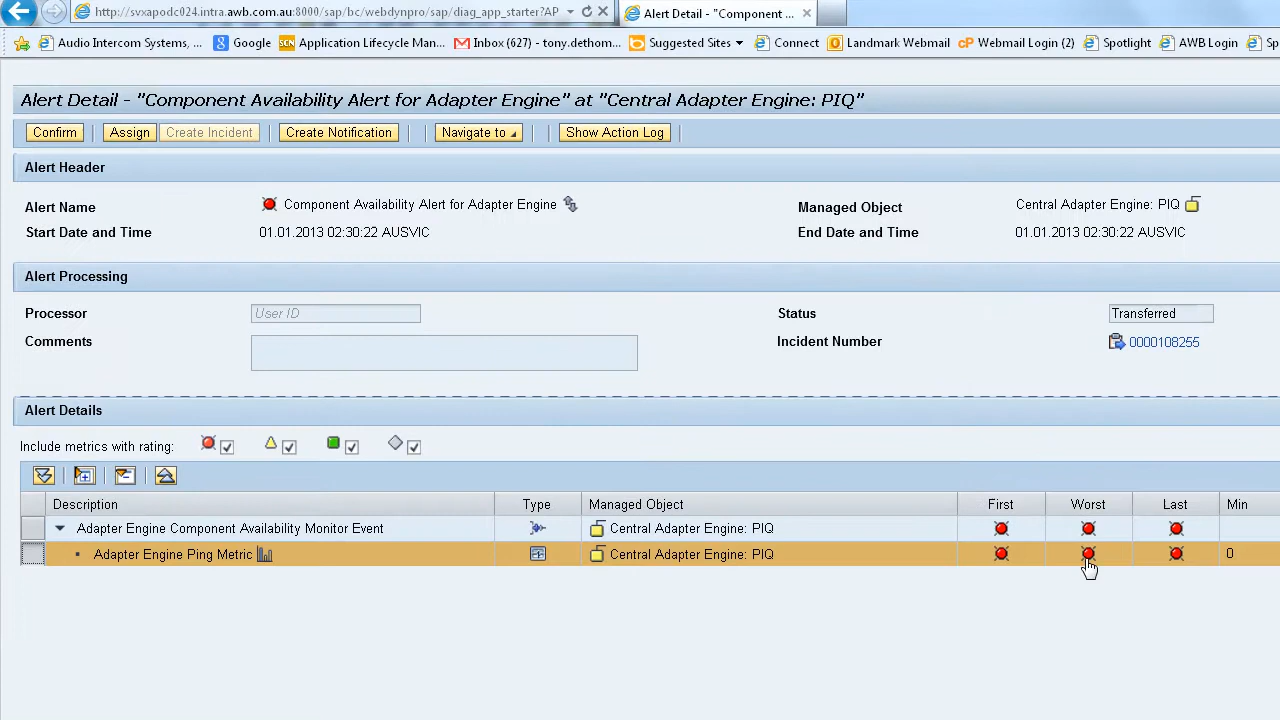 http://svxapodc024.intra.awb.com.au:8000/sap/bc/webdynpro/sap/diag_app_starter?AP
Alert Detail - "Component ...
Audio Intercom Systems, ... Google Application Lifecycle Man... Inbox (627) - tiny.dethom... Suggested Sites Connect Landmark Webmail Webmail Login (2) Spotlight AWB Login Sp
Alert Detail - "Component Availability Alert for Adapter Engine" at "Central Adapter Engine: PIQ"
Confirm Assign Create Incident Create Notification Navigate to Show Action Log
Alert Header
Alert Name Component Availability Alert for Adapter Engine Managed Object Central Adapter Engine: PIQ
Start Date and Time 01.01.2013 02:30:22 AUSVIC End Date and Time 01.01.2013 02:30:22 AUSVIC
Alert Processing
Processor User ID Status Transferred
Comments Incident Number 0000108255
Alert Details
Include metrics with rating:
Description Type Managed Object First Worst Last Min
Adapter Engine Component Availability Monitor Event Central Adapter Engine: PIQ
Adapter Engine Ping Metric Central Adapter Engine: PIQ 0